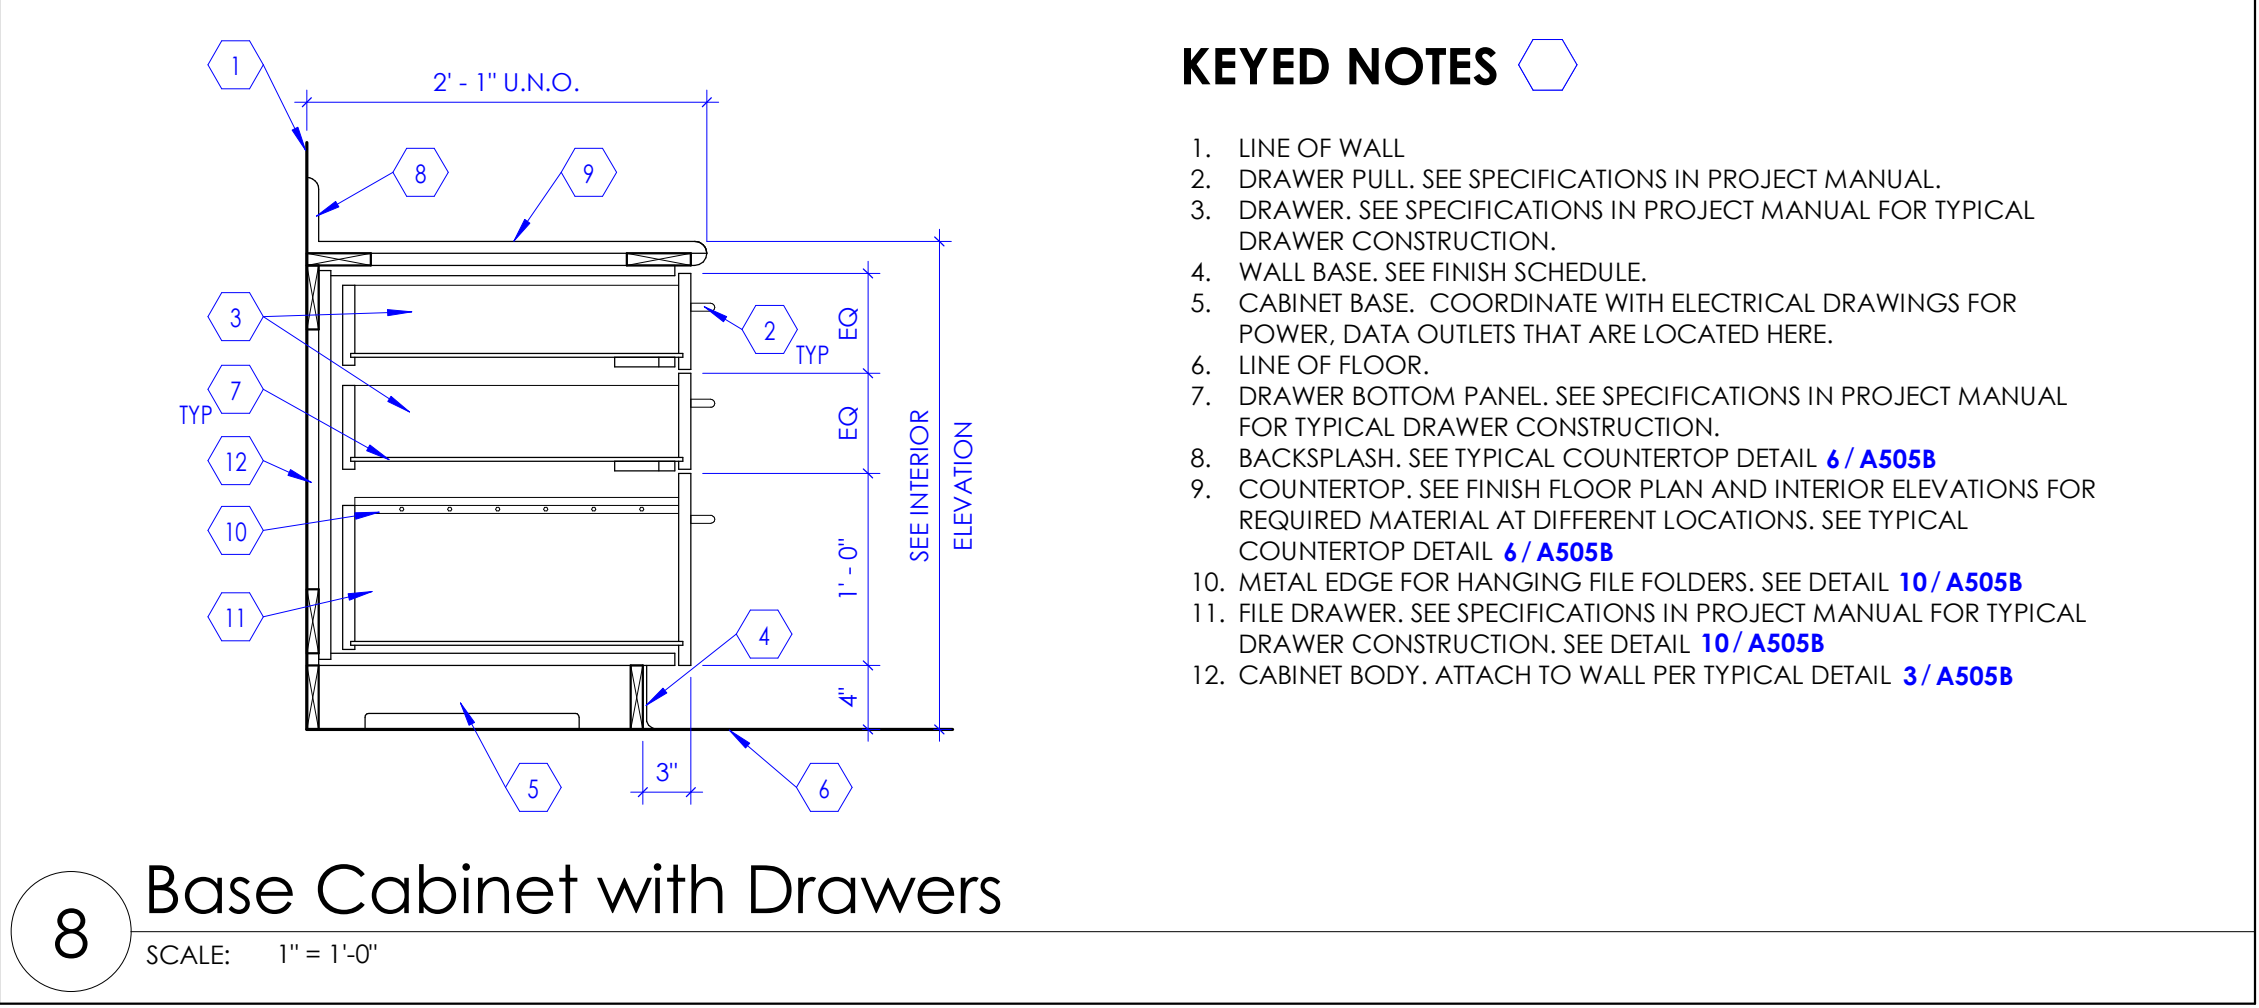 1
2' - 1" U.N.O.
8
9
3
2
TYP
EQ
7
TYP
EQ
12
SEE INTERIOR
ELEVATION
10
1' - 0"
11
4
4"
3"
5
6
KEYED NOTES
1. LINE OF WALL
2. DRAWER PULL. SEE SPECIFICATIONS IN PROJECT MANUAL.
3. DRAWER. SEE SPECIFICATIONS IN PROJECT MANUAL FOR TYPICAL
DRAWER CONSTRUCTION.
4. WALL BASE. SEE FINISH SCHEDULE.
5. CABINET BASE. COORDINATE WITH ELECTRICAL DRAWINGS FOR
POWER, DATA OUTLETS THAT ARE LOCATED HERE.
6. LINE OF FLOOR.
7. DRAWER BOTTOM PANEL. SEE SPECIFICATIONS IN PROJECT MANUAL
FOR TYPICAL DRAWER CONSTRUCTION.
8. BACKSPLASH. SEE TYPICAL COUNTERTOP DETAIL 6 / A505B
9. COUNTERTOP. SEE FINISH FLOOR PLAN AND INTERIOR ELEVATIONS FOR
REQUIRED MATERIAL AT DIFFERENT LOCATIONS. SEE TYPICAL
COUNTERTOP DETAIL 6 / A505B
10. METAL EDGE FOR HANGING FILE FOLDERS. SEE DETAIL 10 / A505B
11. FILE DRAWER. SEE SPECIFICATIONS IN PROJECT MANUAL FOR TYPICAL
DRAWER CONSTRUCTION. SEE DETAIL 10 / A505B
12. CABINET BODY. ATTACH TO WALL PER TYPICAL DETAIL 3 / A505B
8
Base Cabinet with Drawers
SCALE: 1" = 1'-0"